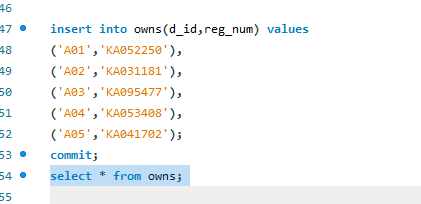 46
47 insert into owns(d_id,reg_num) values
48 ('A01','KA052250'),
49 ('A02','KA031181'),
50 ('A03','KA095477'),
51 ('A04','KA053408'),
52 ('A05','KA041702');
53 commit;
54 select * from owns;
55